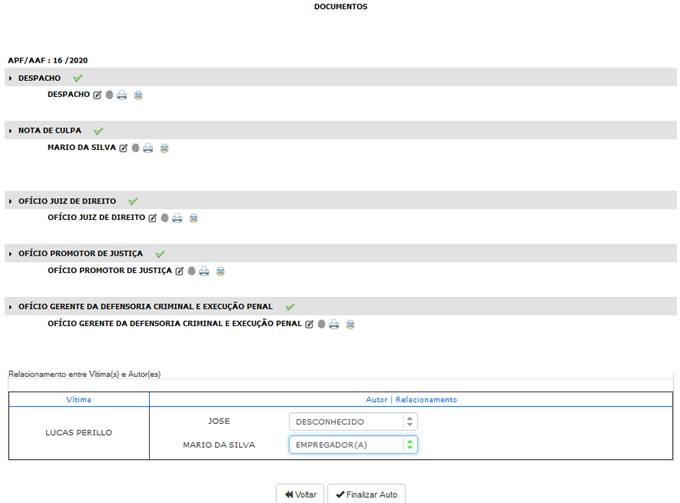 DOCUMENTOS
APF/AAF : 16 /2020
DESPACHO
DESPACHO
NOTA DE CULPA
MARIO DA SILVA
OFÍCIO JUIZ DE DIREITO
OFÍCIO JUIZ DE DIREITO
OFÍCIO PROMOTOR DE JUSTIÇA
OFÍCIO PROMOTOR DE JUSTIÇA
OFÍCIO GERENTE DA DEFENSORIA CRIMINAL E EXECUÇÃO PENAL
OFÍCIO GERENTE DA DEFENSORIA CRIMINAL E EXECUÇÃO PENAL
Relacionamento entre Vítima(s) e Autor(es)
Vítima Autor | Relacionamento
JOSE DESCONHECIDO
LUCAS PERILLO
MARIO DA SILVA EMPREGADOR(A)
Voltar Finalizar Auto